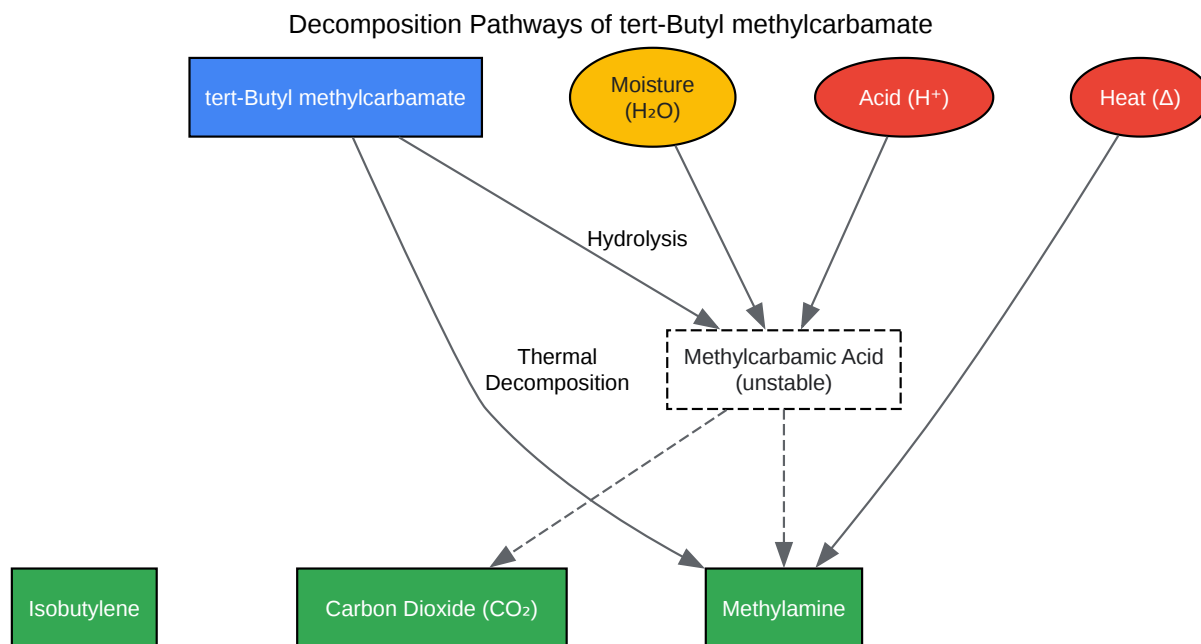 Decomposition Pathways of tert-Butyl methylcarbamate
tert-Butyl methylcarbamate
Moisture
(H₂O)
Acid (H⁺)
Heat (Δ)
Hydrolysis
Thermal
Decomposition
Methylcarbamic Acid
(unstable)
Isobutylene
Carbon Dioxide (CO₂)
Methylamine